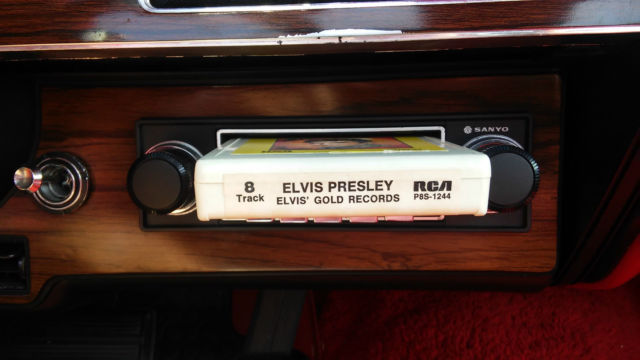 SANYO
8 Track
ELVIS PRESLEY
ELVIS' GOLD RECORDS
RCA
P8S-1244